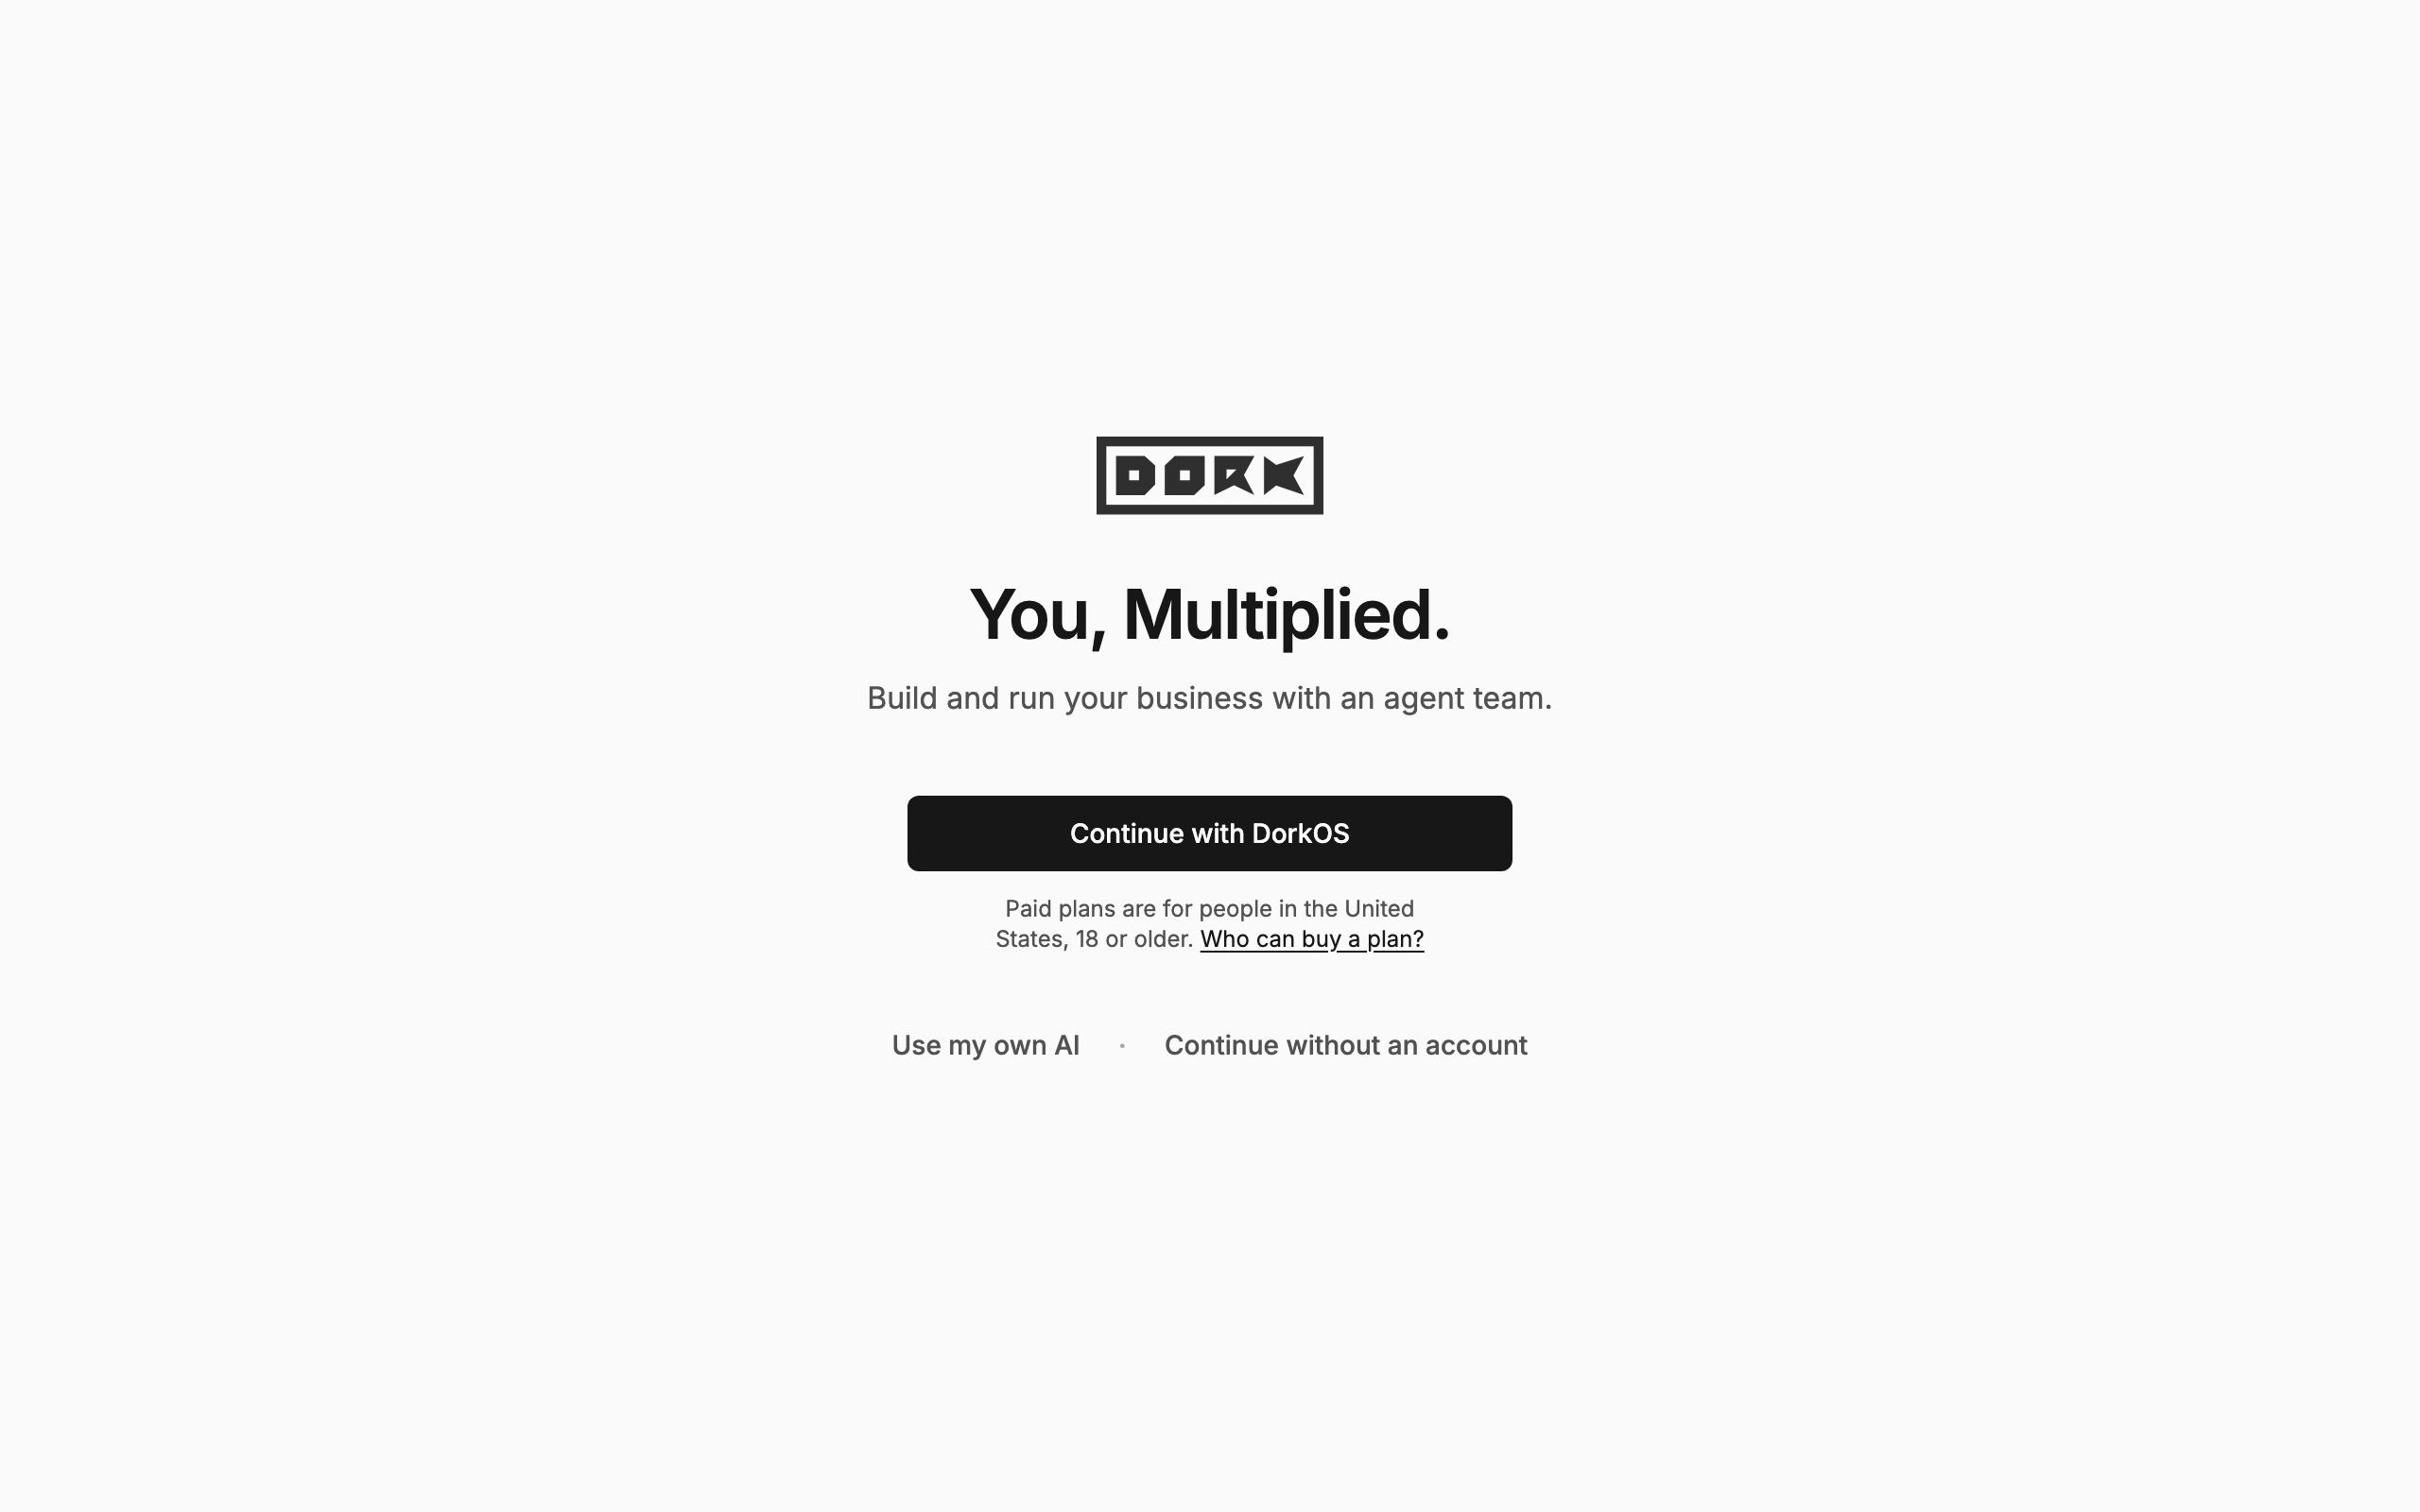 DORK
You, Multiplied.
Build and run your business with an agent team.
Continue with DorkOS
Paid plans are for people in the United
States, 18 or older. Who can buy a plan?
Use my own AI · Continue without an account